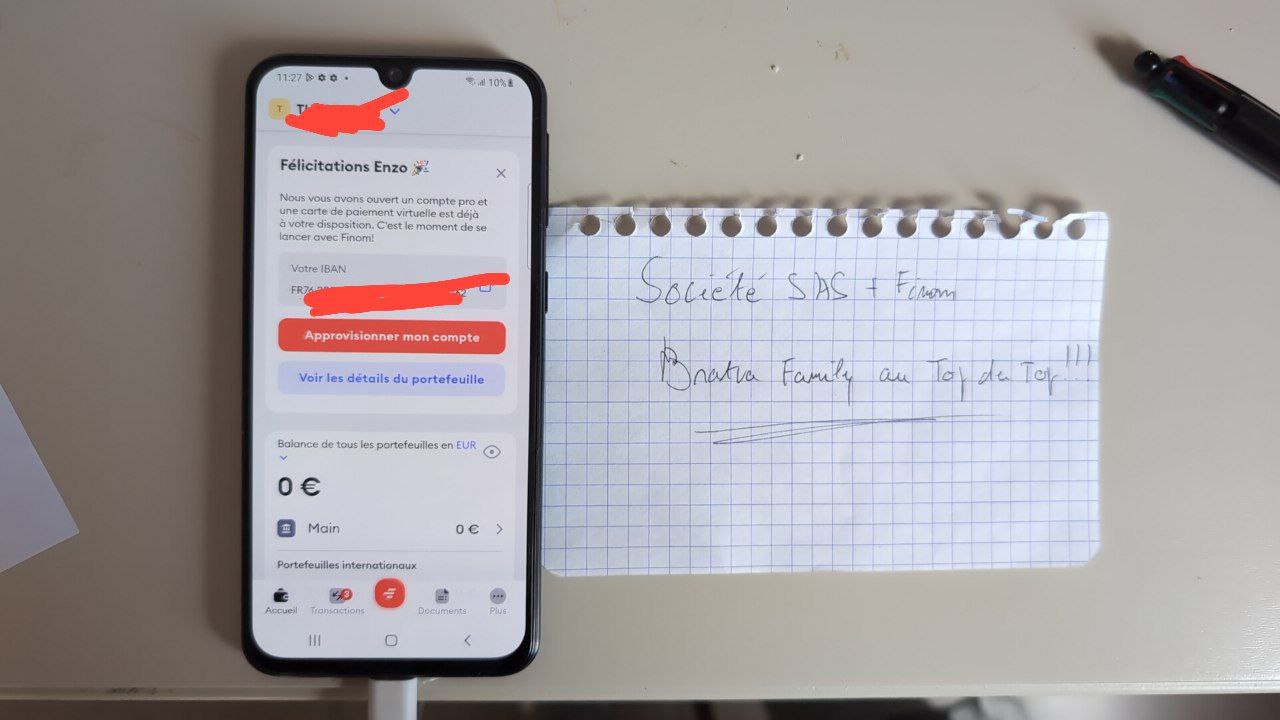 11:27
10%
Félicitations Enzo 🎉
Nous vous avons ouvert un compte pro et
une carte de paiement virtuelle est déjà
à votre disposition. C'est le moment de se
lancer avec Finom!
Votre IBAN
FR76
Approvisionner mon compte
Voir les détails du portefeuille
Balance de tous les portefeuilles en EUR
0 €
Main 0 €
Portefeuilles internationaux
3
Accueil Transactions Documents Plus
Société SAS + Finom
Bratva Family au Top du Top !!!